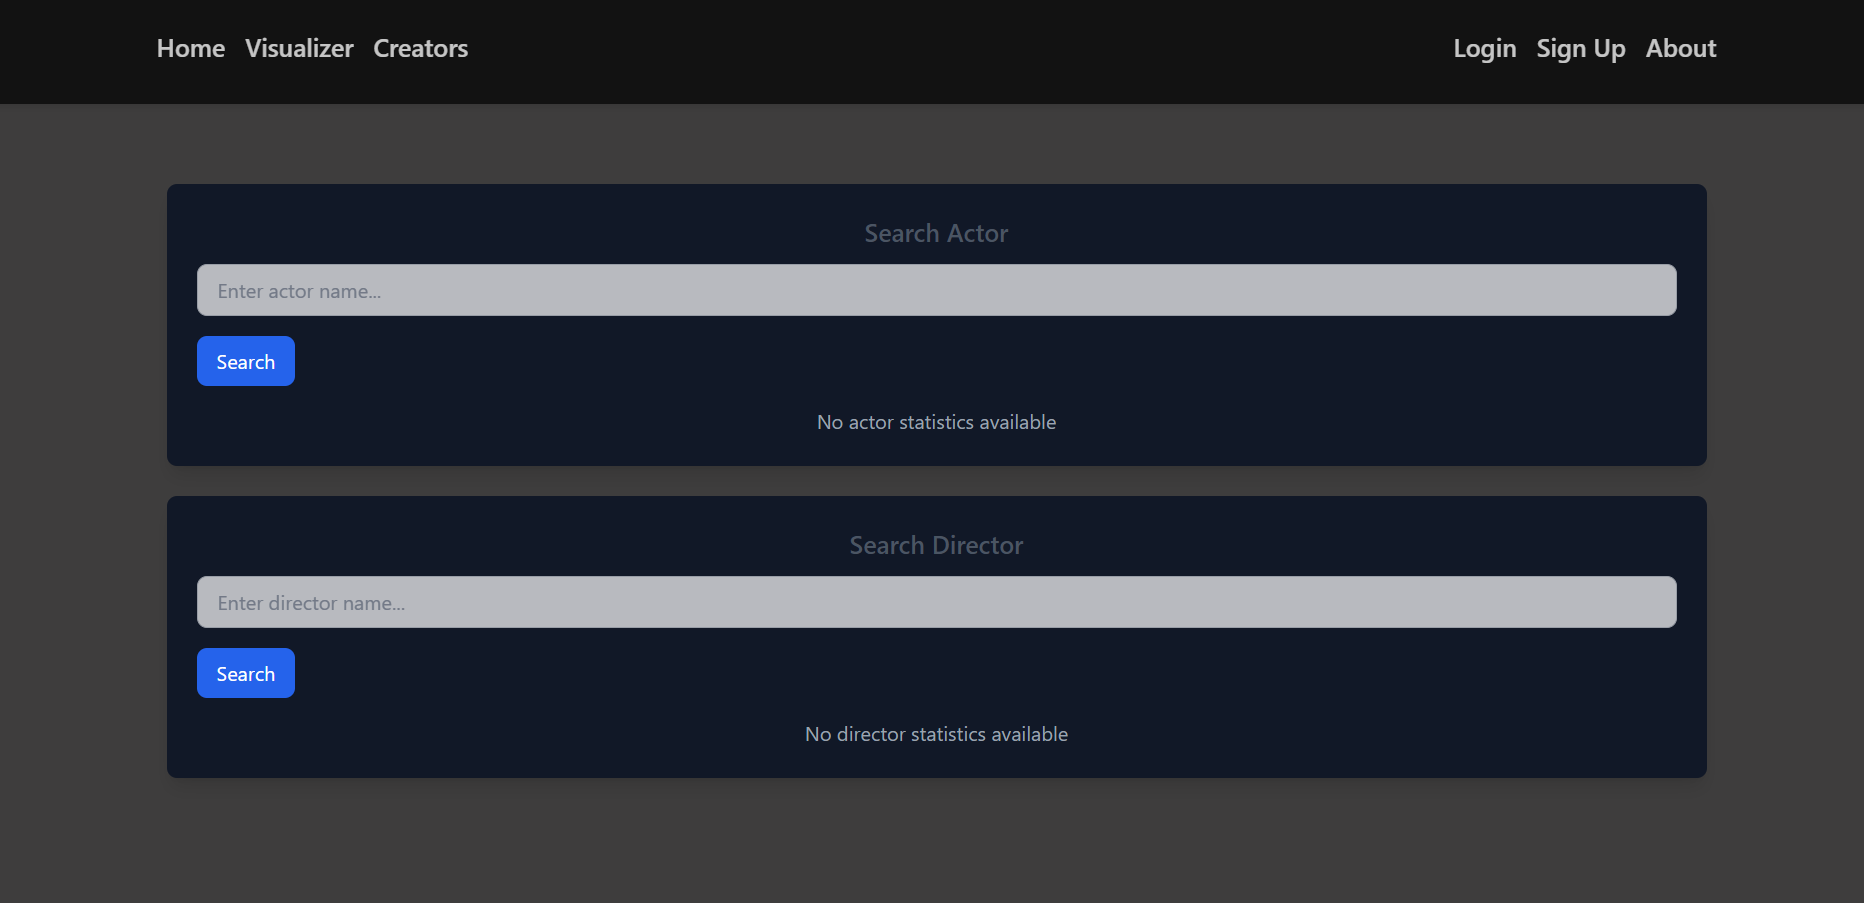 Home Visualizer Creators Login Sign Up About
Search Actor
Enter actor name...
Search
No actor statistics available
Search Director
Enter director name...
Search
No director statistics available